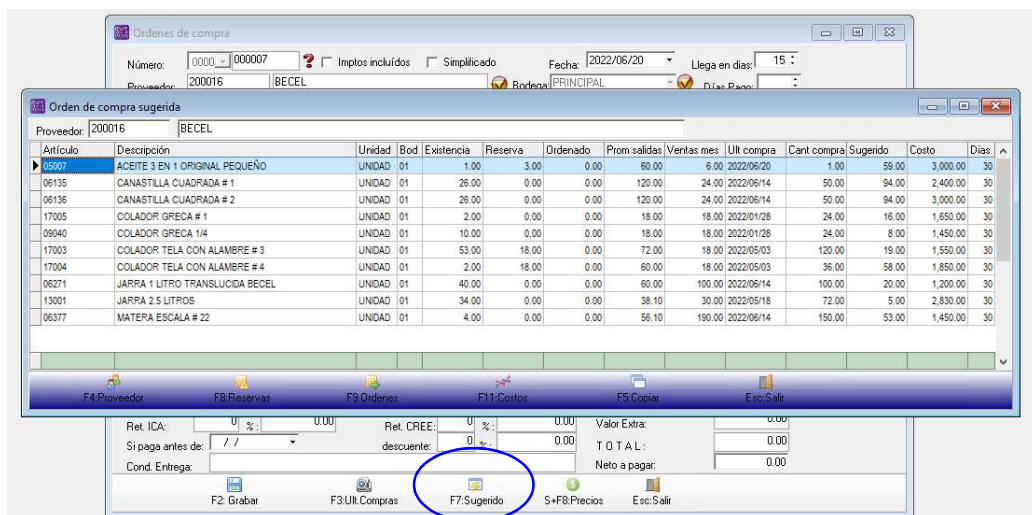 Ordenes de compra
Número: 0000 000007 ? Imptos incluídos Simplificado Fecha: 2022/06/20 Llega en dias: 15
Proveedor: 200016 BECEL Bodega: PRINCIPAL Días Pago:
Orden de compra sugerida
Proveedor: 200016 BECEL
Artículo Descripción Unidad Bod Existencia Reserva Ordenado Prom salidas Ventas mes Ult compra Cant compra Sugerido Costo Dias
05007 ACEITE 3 EN 1 ORIGINAL PEQUEÑO UNIDAD 01 1.00 3.00 0.00 60.00 6.00 2022/06/20 1.00 59.00 3,000.00 30
06135 CANASTILLA CUADRADA # 1 UNIDAD 01 26.00 0.00 0.00 120.00 24.00 2022/06/14 50.00 94.00 2,400.00 30
06136 CANASTILLA CUADRADA # 2 UNIDAD 01 26.00 0.00 0.00 120.00 24.00 2022/06/14 50.00 94.00 3,000.00 30
17005 COLADOR GRECA # 1 UNIDAD 01 2.00 0.00 0.00 18.00 18.00 2022/01/28 24.00 16.00 1,650.00 30
09040 COLADOR GRECA 1/4 UNIDAD 01 10.00 0.00 0.00 18.00 18.00 2022/01/28 24.00 8.00 1,450.00 30
17003 COLADOR TELA CON ALAMBRE # 3 UNIDAD 01 53.00 18.00 0.00 72.00 18.00 2022/05/03 120.00 19.00 1,550.00 30
17004 COLADOR TELA CON ALAMBRE # 4 UNIDAD 01 2.00 18.00 0.00 60.00 18.00 2022/05/03 36.00 58.00 1,850.00 30
06271 JARRA 1 LITRO TRANSLUCIDA BECEL UNIDAD 01 40.00 0.00 0.00 60.00 100.00 2022/06/14 100.00 20.00 1,200.00 30
13001 JARRA 2.5 LITROS UNIDAD 01 34.00 0.00 0.00 38.10 30.00 2022/05/18 72.00 5.00 2,830.00 30
06377 MATERA ESCALA # 22 UNIDAD 01 4.00 0.00 0.00 56.10 190.00 2022/06/14 150.00 53.00 1,450.00 30
F4:Proveedor F8:Reservas F9:Ordenes F11:Costos F5:Copiar Esc:Salir
Ret. ICA: 0 %: 0.00 Ret. CREE: 0 %: 0.00 Valor Extra: 0.00
Si paga antes de: / / descuente: 0 %: 0.00 T O T A L : 0.00
Cond. Entrega: Neto a pagar: 0.00
F2: Grabar F3:Ult.Compras F7:Sugerido S+F8:Precios Esc:Salir